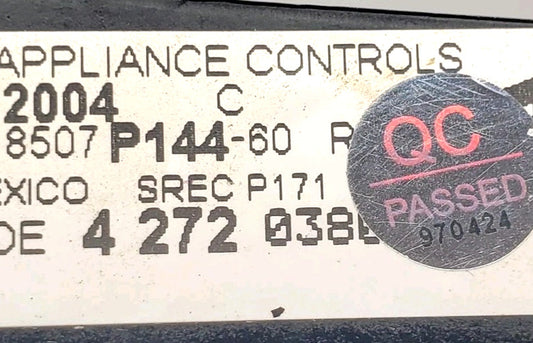 APPLIANCE CONTROLS
2004 C
8507 P144-60 R
EXICO SREC P171
DE 4 272 038
QC
PASSED
970424